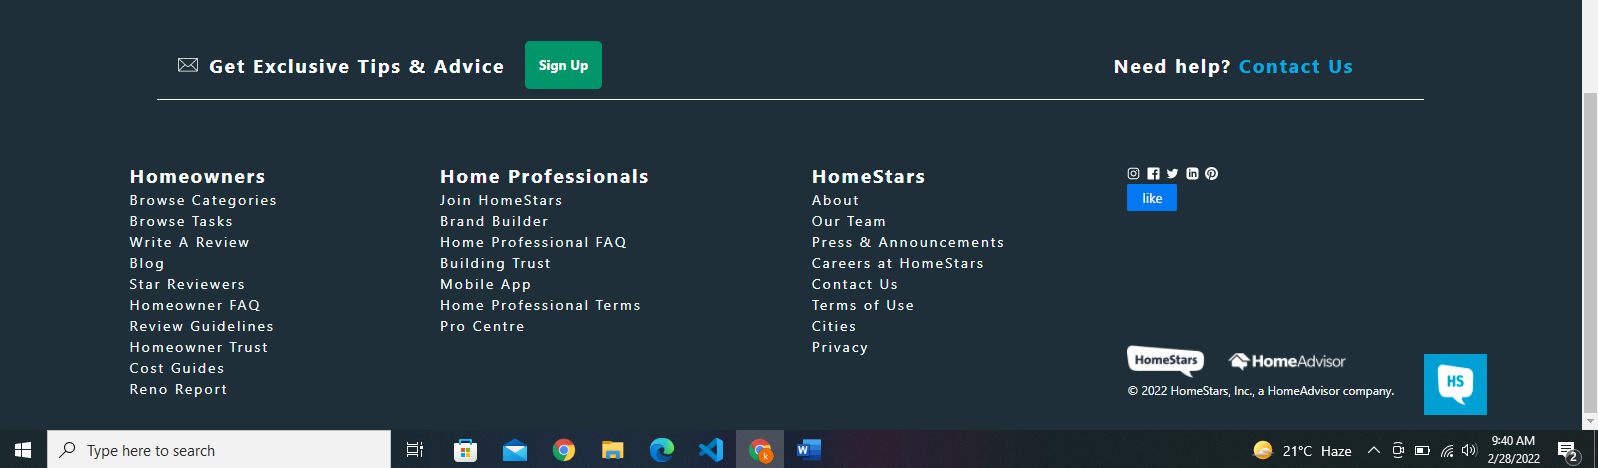 Get Exclusive Tips & Advice
Sign Up
Need help? Contact Us
Homeowners
Browse Categories
Browse Tasks
Write A Review
Blog
Star Reviewers
Homeowner FAQ
Review Guidelines
Homeowner Trust
Cost Guides
Reno Report
Home Professionals
Join HomeStars
Brand Builder
Home Professional FAQ
Building Trust
Mobile App
Home Professional Terms
Pro Centre
HomeStars
About
Our Team
Press & Announcements
Careers at HomeStars
Contact Us
Terms of Use
Cities
Privacy
like
HomeStars
HomeAdvisor
© 2022 HomeStars, Inc., a HomeAdvisor company.
HS
Type here to search
k
W
21°C Haze
9:40 AM
2/28/2022
2